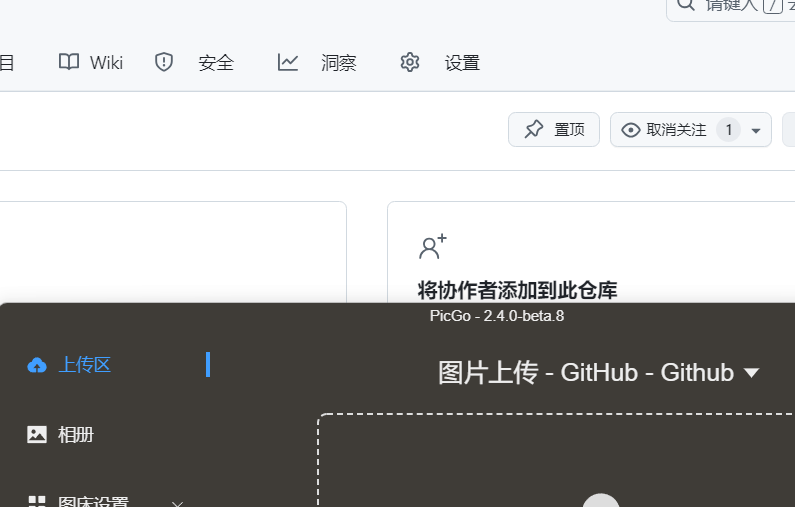 请键入 /
目 Wiki 安全 洞察 设置
置顶 取消关注 1
将协作者添加到此仓库
PicGo - 2.4.0-beta.8
上传区
图片上传 - GitHub - Github
相册
图床设置